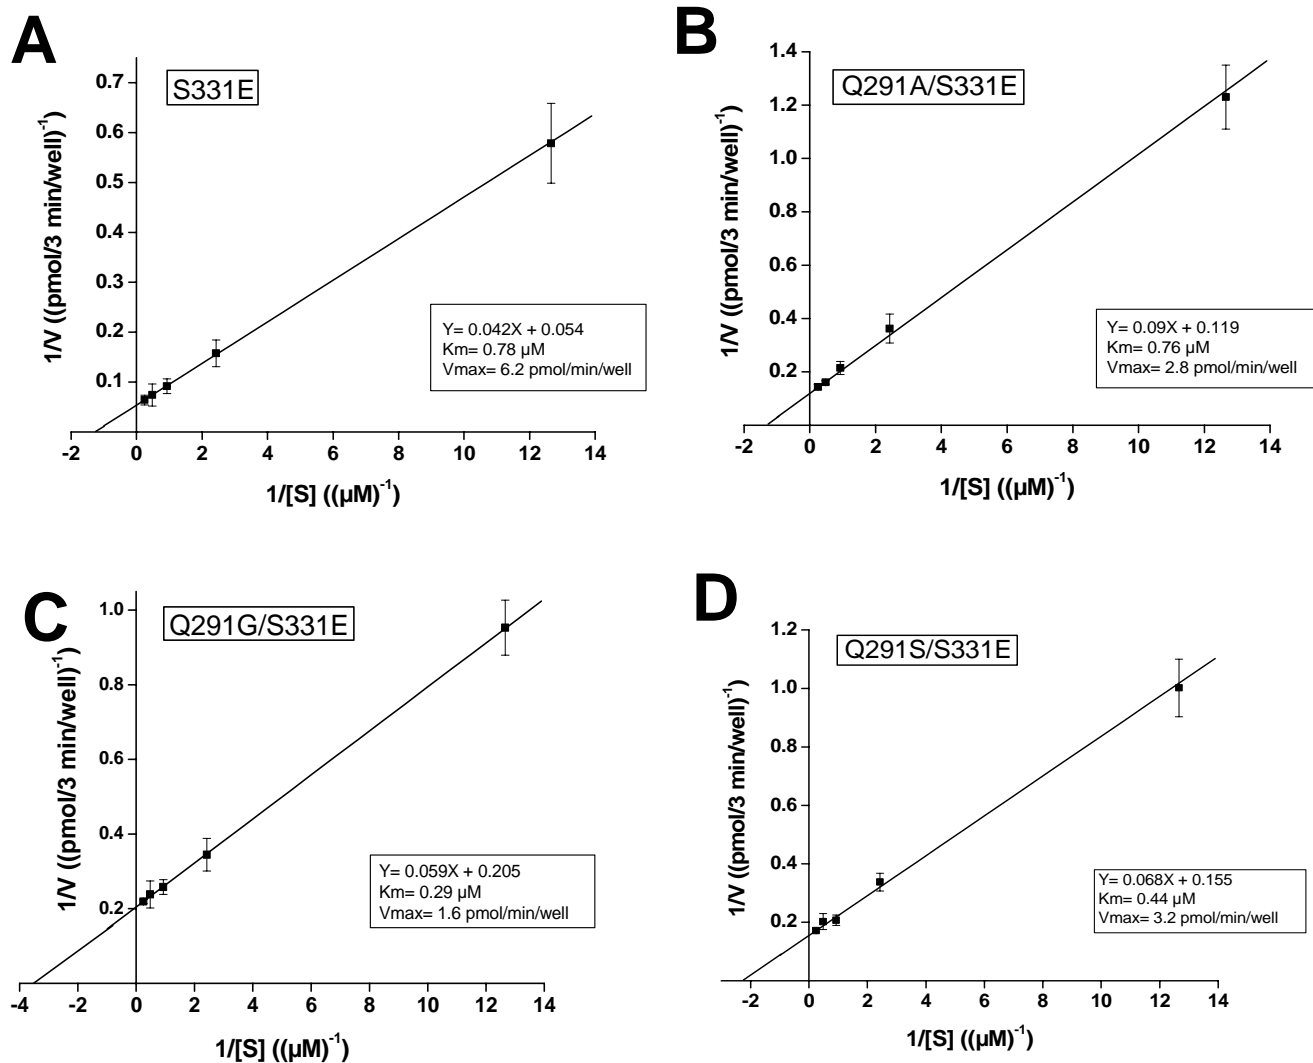 A
S331E
0.7
0.6
0.5
0.4
0.3
0.2
0.1
1/V ((pmol/3 min/well)⁻¹)
Y= 0.042X + 0.054
Km= 0.78 µM
Vmax= 6.2 pmol/min/well
-2 0 2 4 6 8 10 12 14
1/[S] ((µM)⁻¹)
B
Q291A/S331E
1.4
1.2
1.0
0.8
0.6
0.4
0.2
1/V ((pmol/3 min/well)⁻¹)
Y= 0.09X + 0.119
Km= 0.76 µM
Vmax= 2.8 pmol/min/well
-2 0 2 4 6 8 10 12 14
1/[S] ((µM)⁻¹)
C
Q291G/S331E
1.0
0.8
0.6
0.4
0.2
1/V ((pmol/3 min/well)⁻¹)
Y= 0.059X + 0.205
Km= 0.29 µM
Vmax= 1.6 pmol/min/well
-4 -2 0 2 4 6 8 10 12 14
1/[S] ((µM)⁻¹)
D
Q291S/S331E
1.2
1.0
0.8
0.6
0.4
0.2
1/V ((pmol/3 min/well)⁻¹)
Y= 0.068X + 0.155
Km= 0.44 µM
Vmax= 3.2 pmol/min/well
-2 0 2 4 6 8 10 12 14
1/[S] ((µM)⁻¹)